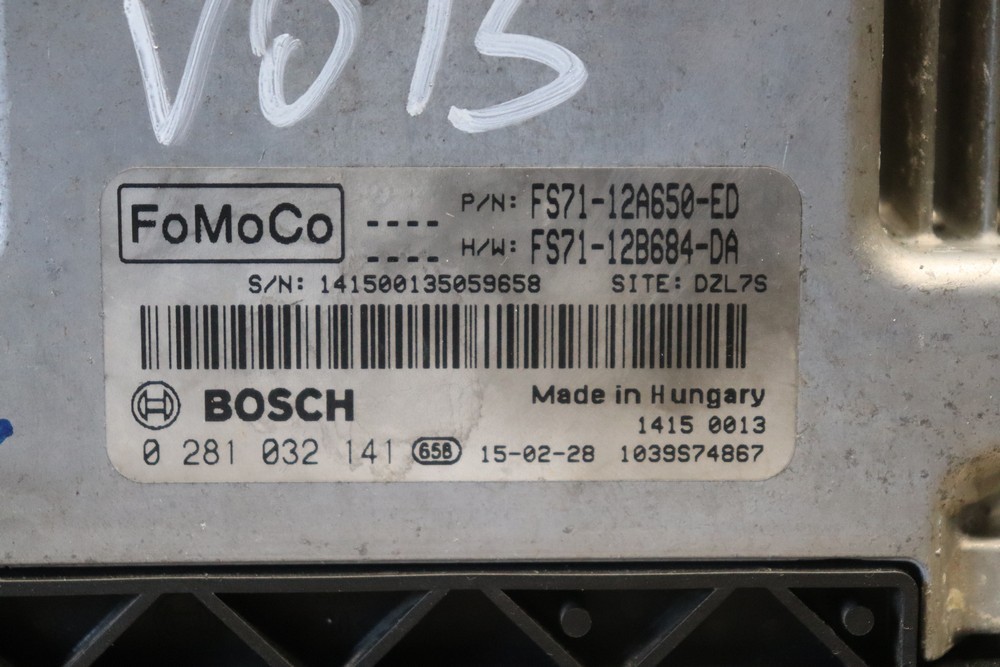 V015
FoMoCo
---- P/N: FS71-12A650-ED
---- H/W: FS71-12B684-DA
S/N: 141500135059658 SITE: DZL7S
BOSCH Made in Hungary
1415 0013
0 281 032 141 658 15-02-28 1039S74867